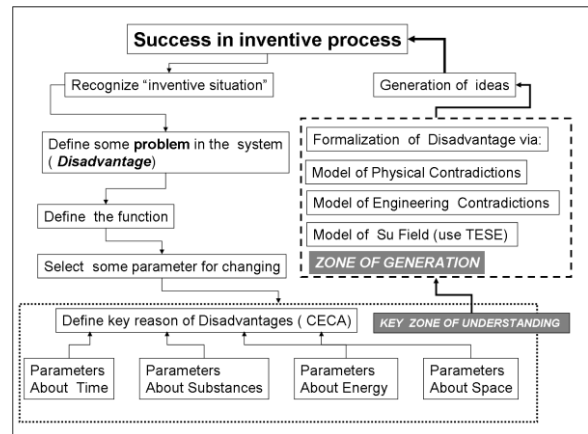 Success in inventive process
Recognize “inventive situation”
Generation of ideas
Define some problem in the system
( Disadvantage)
Define the function
Select some parameter for changing
Formalization of Disadvantage via:
Model of Physical Contradictions
Model of Engineering Contradictions
Model of Su Field (use TESE)
ZONE OF GENERATION
Define key reason of Disadvantages ( CECA)
KEY ZONE OF UNDERSTANDING
Parameters
About Time
Parameters
About Substances
Parameters
About Energy
Parameters
About Space